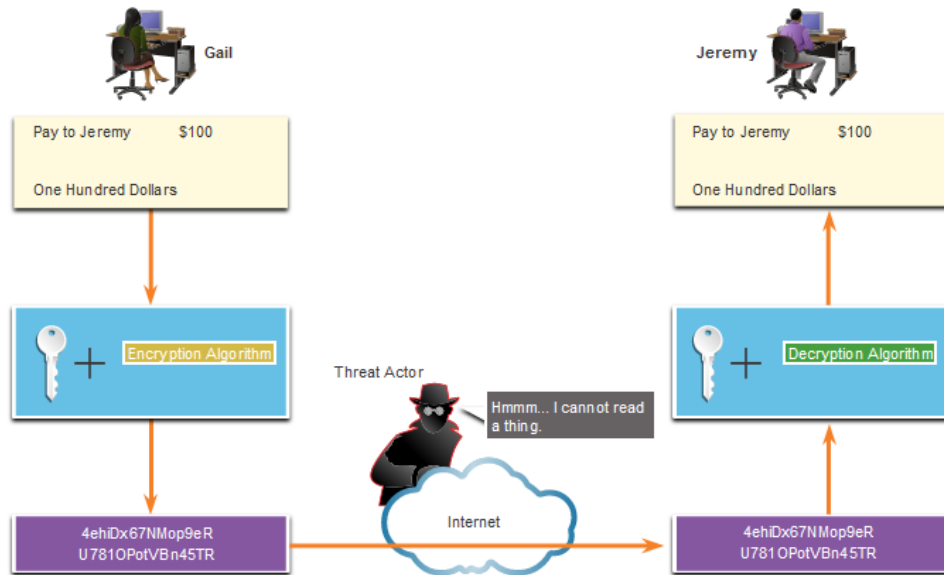 Gail
Jeremy
Pay to Jeremy $100
One Hundred Dollars
Pay to Jeremy $100
One Hundred Dollars
+ Encryption Algorithm
+ Decryption Algorithm
Threat Actor
Hmmm... I cannot read
a thing.
Internet
4ehiDx67NMop9eR
U781OPotVBn45TR
4ehiDx67NMop9eR
U781OPotVBn45TR